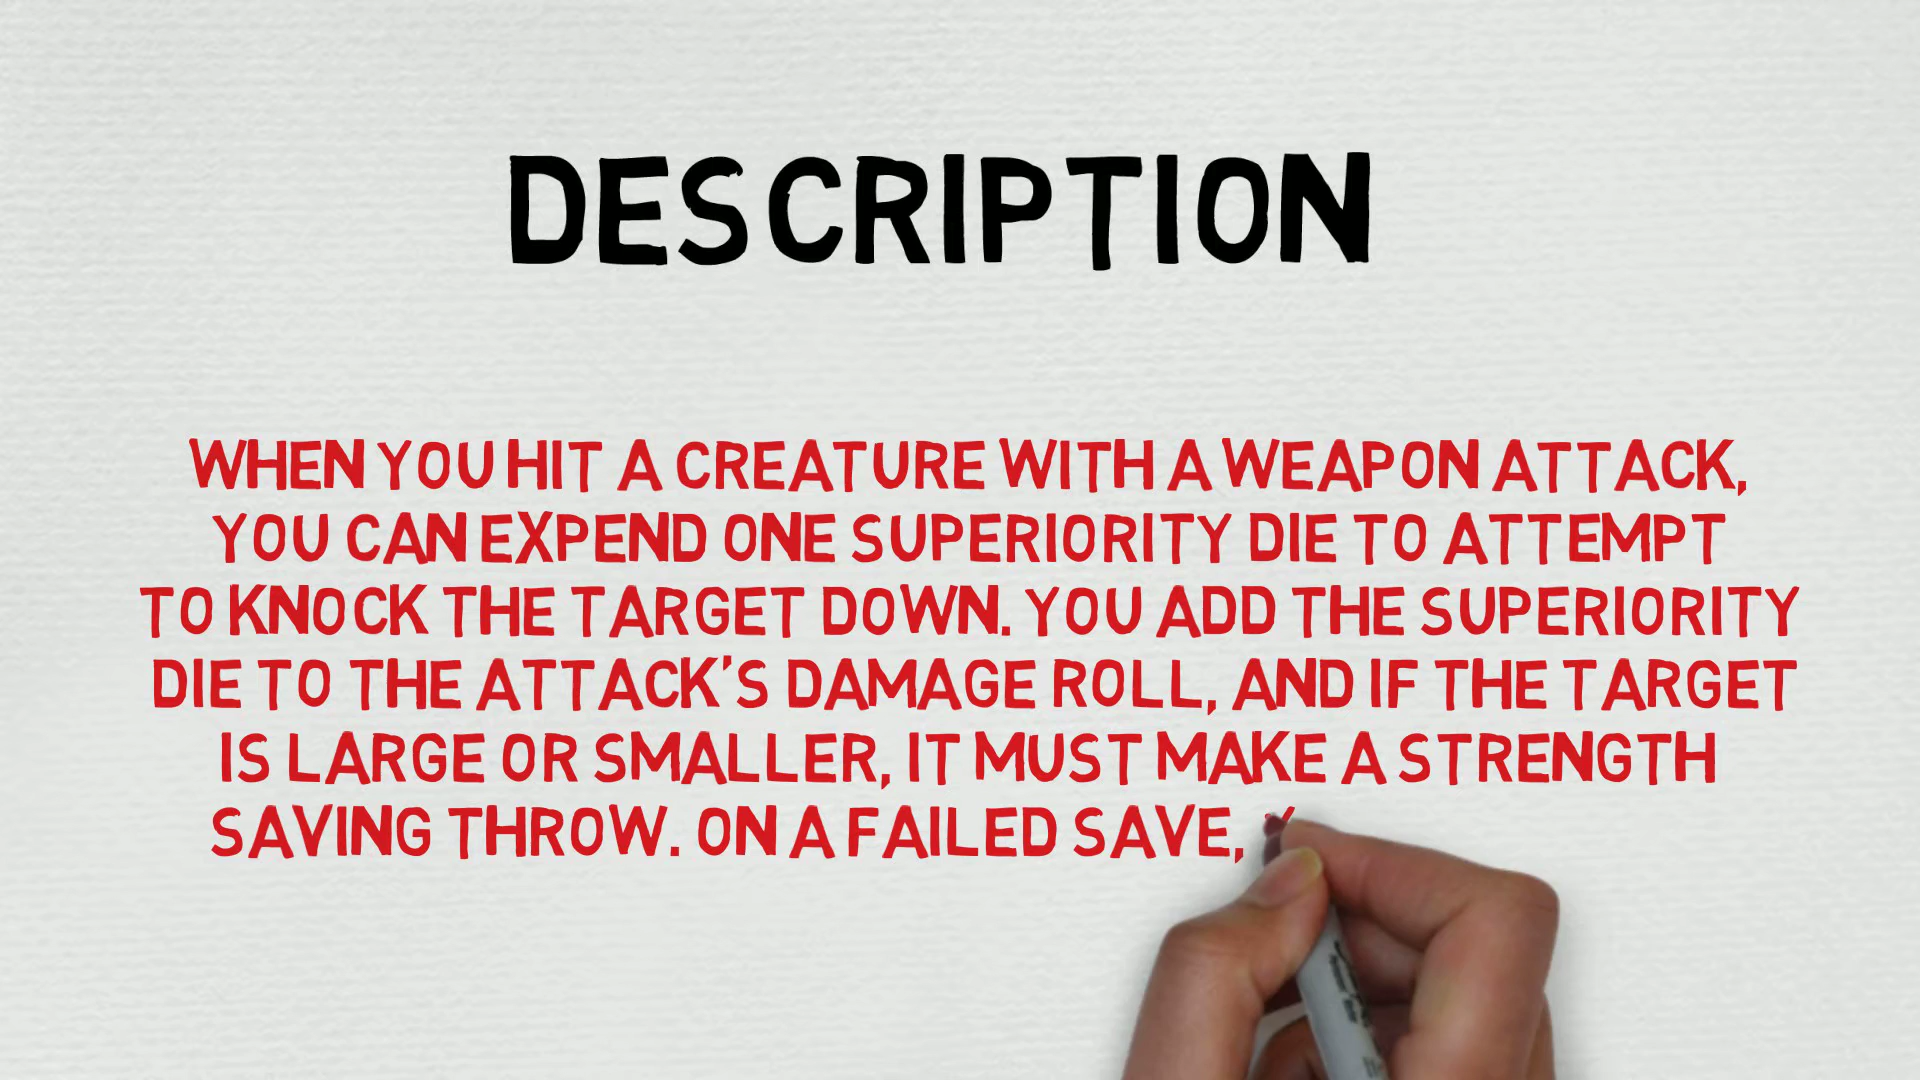 DESCRIPTION
WHEN YOU HIT A CREATURE WITH A WEAPON ATTACK,
YOU CAN EXPEND ONE SUPERIORITY DIE TO ATTEMPT
TO KNOCK THE TARGET DOWN. YOU ADD THE SUPERIORITY
DIE TO THE ATTACK'S DAMAGE ROLL, AND IF THE TARGET
IS LARGE OR SMALLER, IT MUST MAKE A STRENGTH
SAVING THROW. ON A FAILED SAVE,